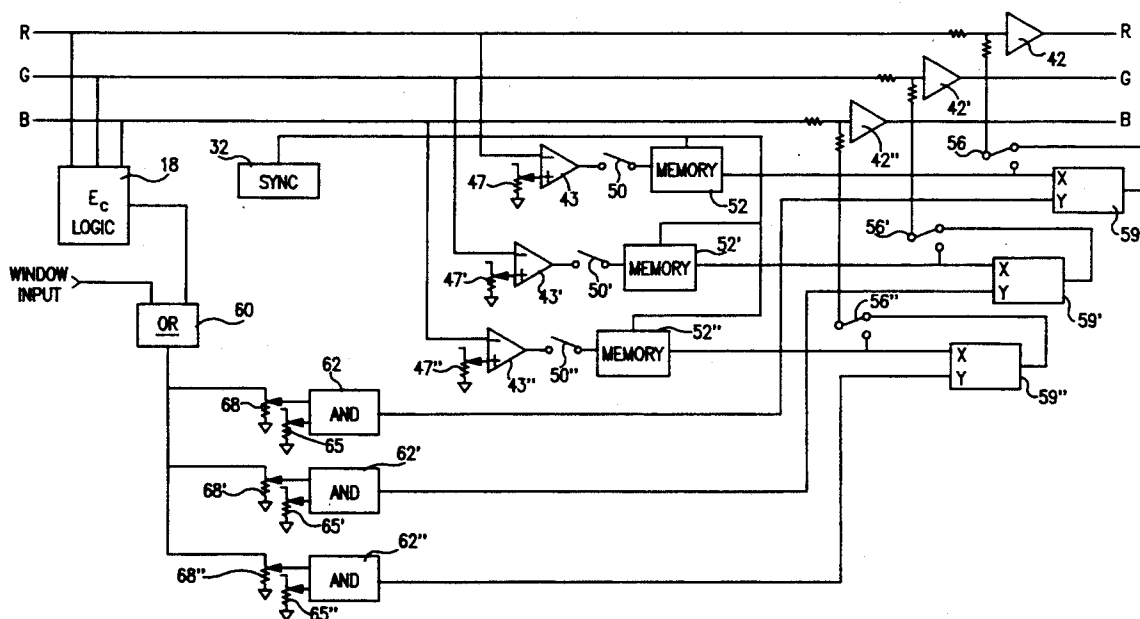 R
R
42
G
G
42'
B
B
42"
18
32
56
SYNC
47
43
50
MEMORY
52
X
Y
59
E_c
LOGIC
56'
52'
MEMORY
47'
43'
50'
X
Y
59'
WINDOW
INPUT
56"
52"
OR
60
MEMORY
47"
43"
50"
X
Y
59"
62
AND
68
65
62'
AND
68'
65'
62"
AND
68"
65"